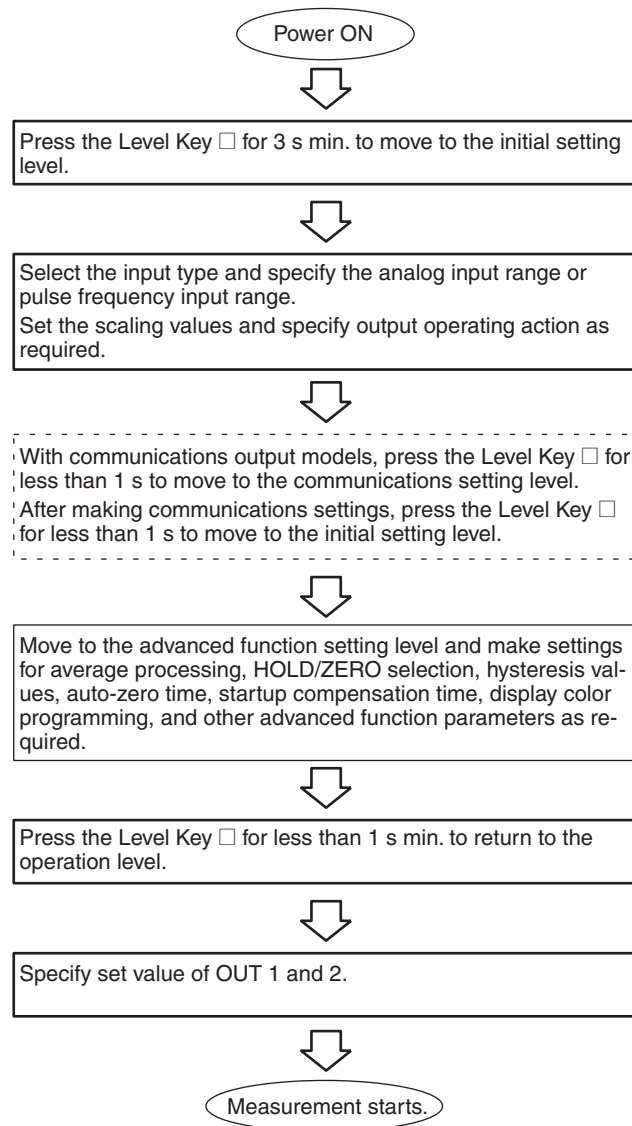 Power ON
Press the Level Key □ for 3 s min. to move to the initial setting
level.
Select the input type and specify the analog input range or
pulse frequency input range.
Set the scaling values and specify output operating action as
required.
With communications output models, press the Level Key □ for
less than 1 s to move to the communications setting level.
After making communications settings, press the Level Key □
for less than 1 s to move to the initial setting level.
Move to the advanced function setting level and make settings
for average processing, HOLD/ZERO selection, hysteresis val-
ues, auto-zero time, startup compensation time, display color
programming, and other advanced function parameters as re-
quired.
Press the Level Key □ for less than 1 s min. to return to the
operation level.
Specify set value of OUT 1 and 2.
Measurement starts.